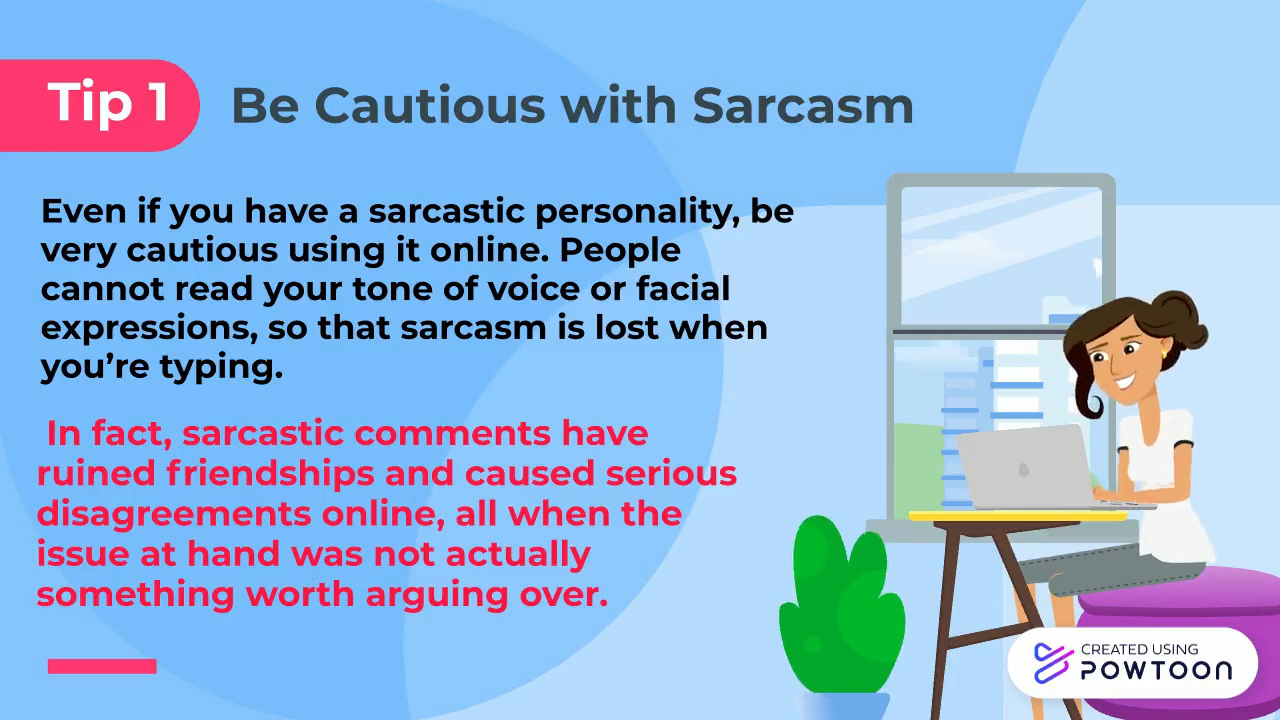 Tip 1
Be Cautious with Sarcasm
Even if you have a sarcastic personality, be
very cautious using it online. People
cannot read your tone of voice or facial
expressions, so that sarcasm is lost when
you’re typing.
In fact, sarcastic comments have
ruined friendships and caused serious
disagreements online, all when the
issue at hand was not actually
something worth arguing over.
CREATED USING
POWTOON